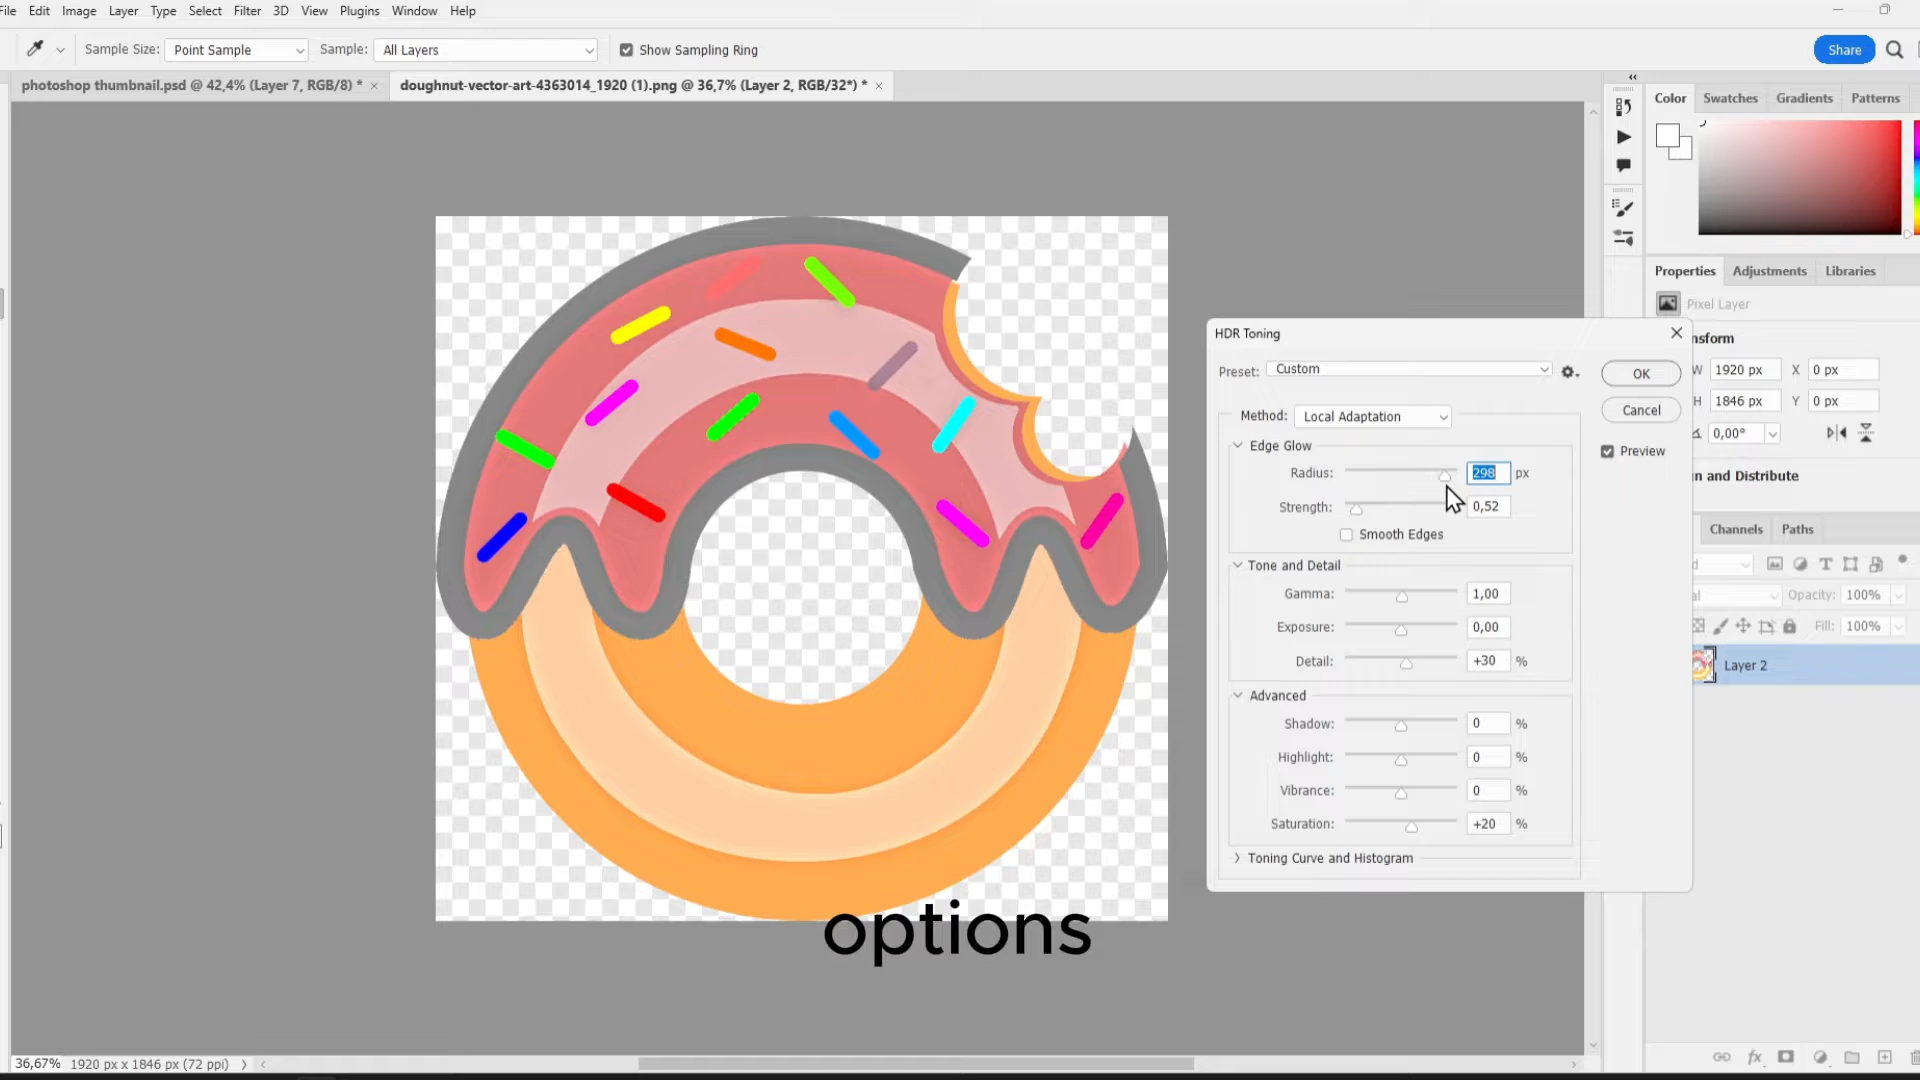 File Edit Image Layer Type Select Filter 3D View Plugins Window Help
Sample Size: Point Sample Sample: All Layers Show Sampling Ring Share
photoshop thumbnail.psd @ 42,4% (Layer 7, RGB/8) * × doughnut-vector-art-4363014_1920 (1).png @ 36,7% (Layer 2, RGB/32*) * ×
Color Swatches Gradients Patterns
Properties Adjustments Libraries
Pixel Layer
nsform
W 1920 px X 0 px
H 1846 px Y 0 px
0,00°
n and Distribute
Channels Paths
Opacity: 100%
Fill: 100%
Layer 2
HDR Toning
Preset: Custom
OK
Cancel
Preview
Method: Local Adaptation
Edge Glow
Radius: 298 px
Strength: 0,52
Smooth Edges
Tone and Detail
Gamma: 1,00
Exposure: 0,00
Detail: +30 %
Advanced
Shadow: 0 %
Highlight: 0 %
Vibrance: 0 %
Saturation: +20 %
Toning Curve and Histogram
options
36,67% 1920 px x 1846 px (72 ppi)